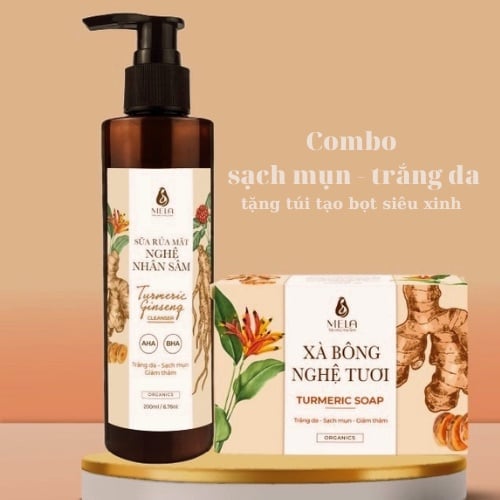 Combo
sạch mụn - trắng da
tặng túi tạo bọt siêu xinh
MELA
SỮA RỬA MẶT
NGHỆ
NHÂN SÂM
Turmeric
Ginseng
CLEANSER
AHA BHA
Trắng da - Sạch mụn
Giảm thâm
ORGANICS
200ml / 6.76oz
MELA
XÀ BÔNG
NGHỆ TƯƠI
TURMERIC SOAP
Trắng da - Sạch mụn - Giảm thâm
ORGANICS